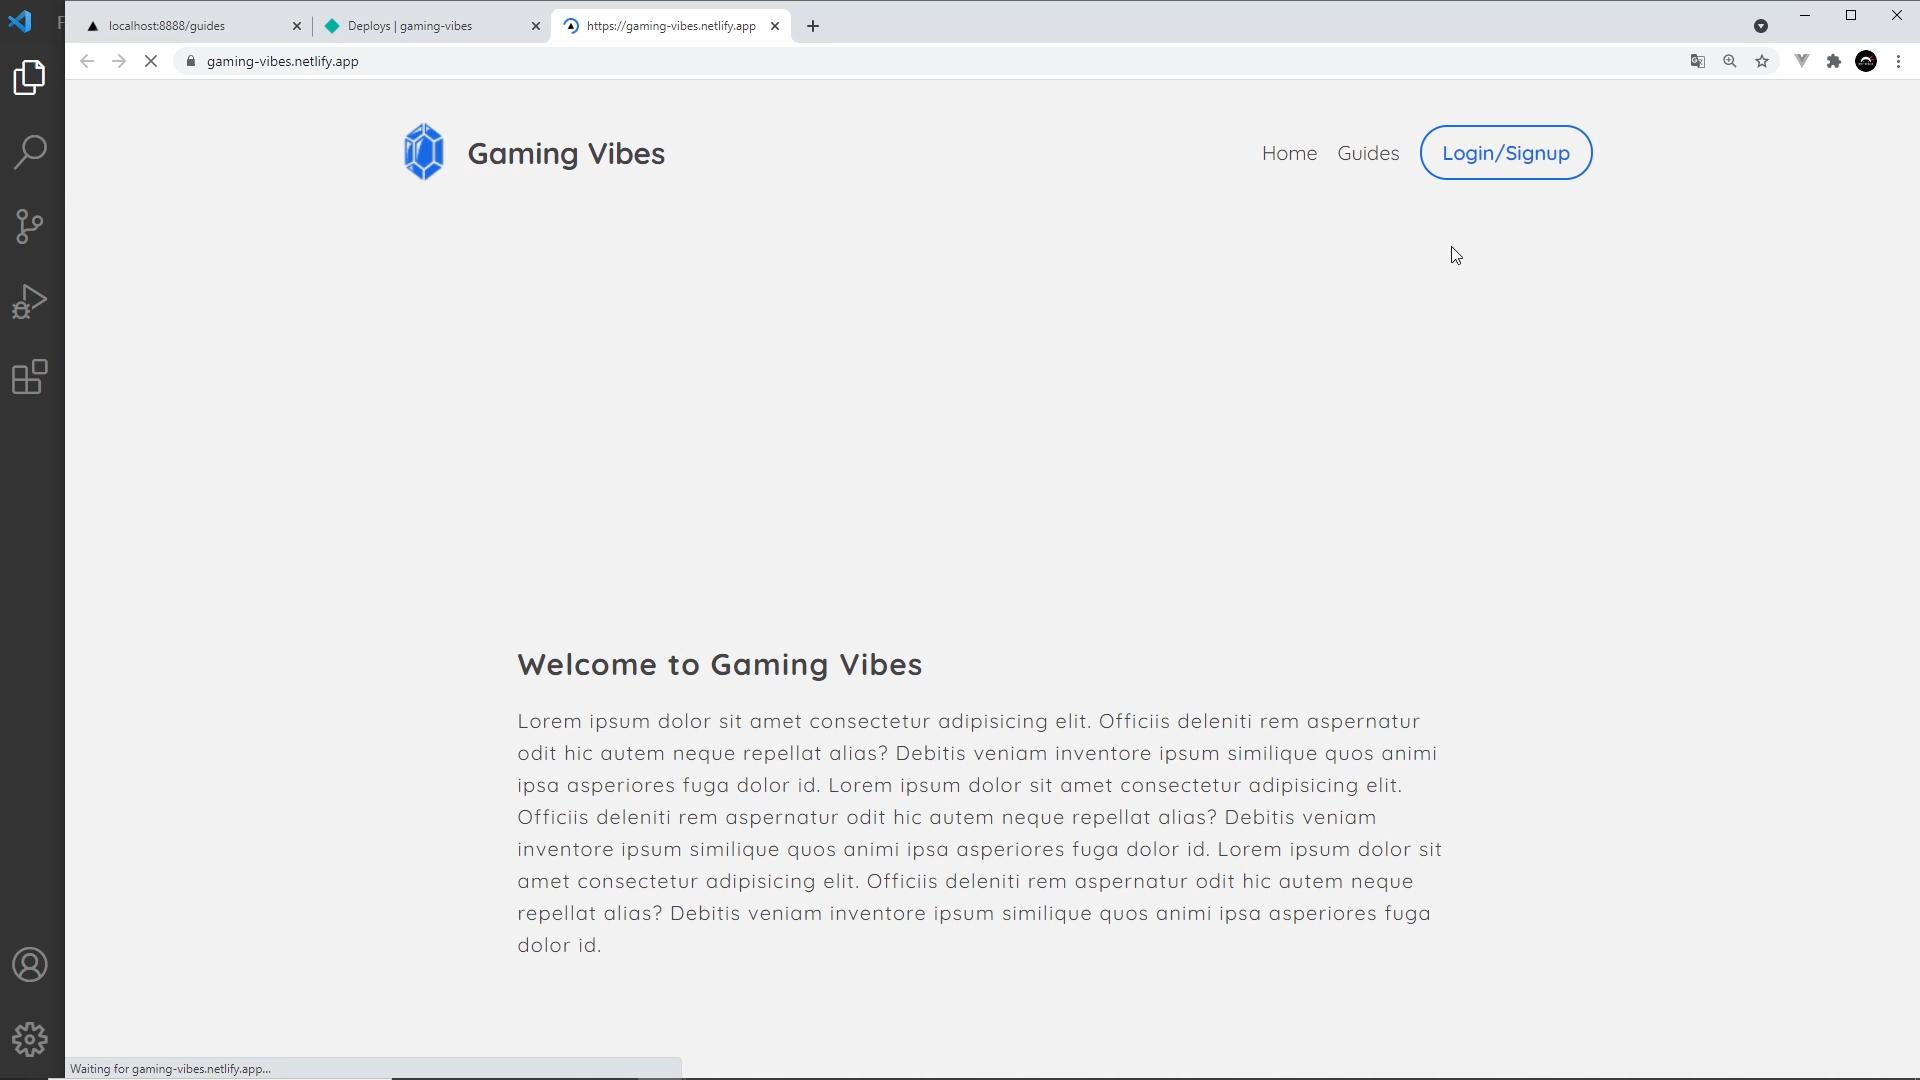 localhost:8888/guides
Deploys | gaming-vibes
https://gaming-vibes.netlify.app
gaming-vibes.netlify.app
Gaming Vibes
Home
Guides
Login/Signup
Welcome to Gaming Vibes
Lorem ipsum dolor sit amet consectetur adipisicing elit. Officiis deleniti rem aspernatur
odit hic autem neque repellat alias? Debitis veniam inventore ipsum similique quos animi
ipsa asperiores fuga dolor id. Lorem ipsum dolor sit amet consectetur adipisicing elit.
Officiis deleniti rem aspernatur odit hic autem neque repellat alias? Debitis veniam
inventore ipsum similique quos animi ipsa asperiores fuga dolor id. Lorem ipsum dolor sit
amet consectetur adipisicing elit. Officiis deleniti rem aspernatur odit hic autem neque
repellat alias? Debitis veniam inventore ipsum similique quos animi ipsa asperiores fuga
dolor id.
Waiting for gaming-vibes.netlify.app...